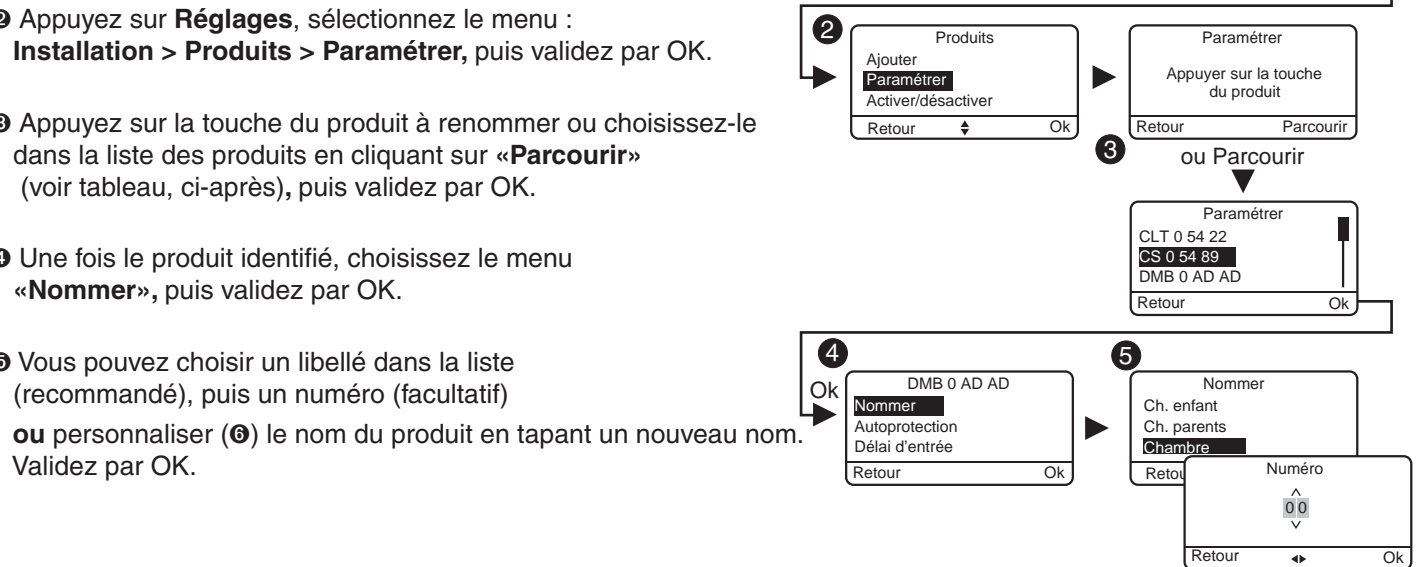 ❷ Appuyez sur Réglages, sélectionnez le menu :
Installation > Produits > Paramétrer, puis validez par OK.
❸ Appuyez sur la touche du produit à renommer ou choisissez-le
dans la liste des produits en cliquant sur «Parcourir»
(voir tableau, ci-après), puis validez par OK.
❹ Une fois le produit identifié, choisissez le menu
«Nommer», puis validez par OK.
❺ Vous pouvez choisir un libellé dans la liste
(recommandé), puis un numéro (facultatif)
ou personnaliser (❻) le nom du produit en tapant un nouveau nom.
Validez par OK.
❷
Produits
Ajouter
Paramétrer
Activer/désactiver
Retour Ok
Paramétrer
Appuyer sur la touche
du produit
Retour Parcourir
❸
ou Parcourir
Paramétrer
CLT 0 54 22
CS 0 54 89
DMB 0 AD AD
Retour Ok
❹
Ok
DMB 0 AD AD
Nommer
Autoprotection
Délai d'entrée
Retour Ok
❺
Nommer
Ch. enfant
Ch. parents
Chambre
Retou
Numéro
0 0
Retour Ok